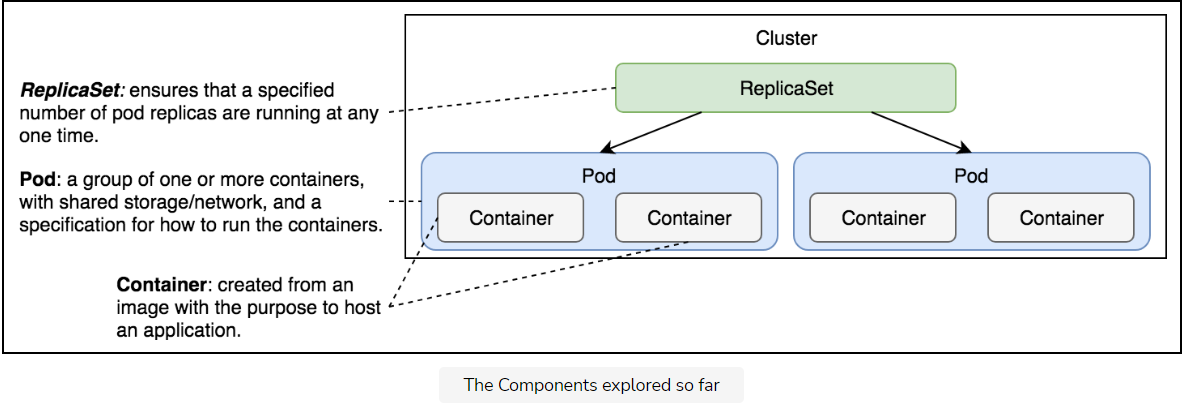 Cluster
ReplicaSet
ReplicaSet: ensures that a specified
number of pod replicas are running at any
one time.
Pod: a group of one or more containers,
with shared storage/network, and a
specification for how to run the containers.
Pod
Pod
Container
Container
Container
Container
Container: created from an
image with the purpose to host
an application.
The Components explored so far